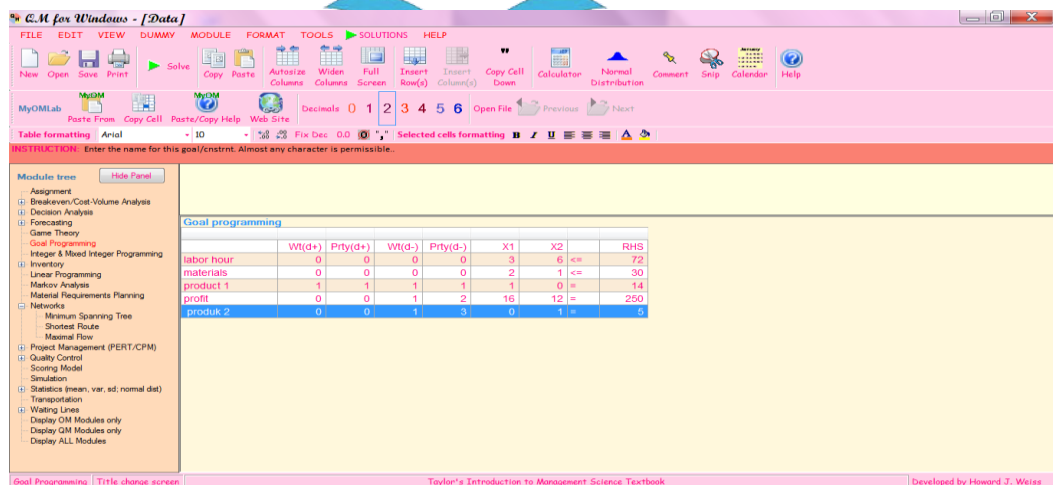 QM for Windows - [Data]
FILE EDIT VIEW DUMMY MODULE FORMAT TOOLS SOLUTIONS HELP
New Open Save Print Solve Copy Paste Autosize Columns Widen Columns Full Screen Insert Row(s) Insert Column(s) Copy Cell Down Calculator Normal Distribution Comment Snip January Calendar Help
MyOMLab MyOM Paste From Copy Cell MyOM Paste/Copy Help Web Site Decimals 0 1 2 3 4 5 6 Open File Previous Next
Table formatting Arial 10 Fix Dec 0.0 "," Selected cells formatting B I U A
INSTRUCTION: Enter the name for this goal/cnstrnt. Almost any character is permissible..
Module tree Hide Panel
Assignment
Breakeven/Cost-Volume Analysis
Decision Analysis
Forecasting
Game Theory
Goal Programming
Integer & Mixed Integer Programming
Inventory
Linear Programming
Markov Analysis
Material Requirements Planning
Networks
Minimum Spanning Tree
Shortest Route
Maximal Flow
Project Management (PERT/CPM)
Quality Control
Scoring Model
Simulation
Statistics (mean, var, sd; normal dist)
Transportation
Waiting Lines
Display OM Modules only
Display QM Modules only
Display ALL Modules
Goal programming
Wt(d+) Prty(d+) Wt(d-) Prty(d-) X1 X2 RHS
labor hour 0 0 0 0 3 6 <= 72
materials 0 0 0 0 2 1 <= 30
product 1 1 1 1 1 1 0 = 14
profit 0 0 1 2 16 12 = 250
produk 2 0 0 1 3 0 1 = 5
Goal Programming Title change screen Taylor's Introduction to Management Science Textbook Developed by Howard J. Weiss